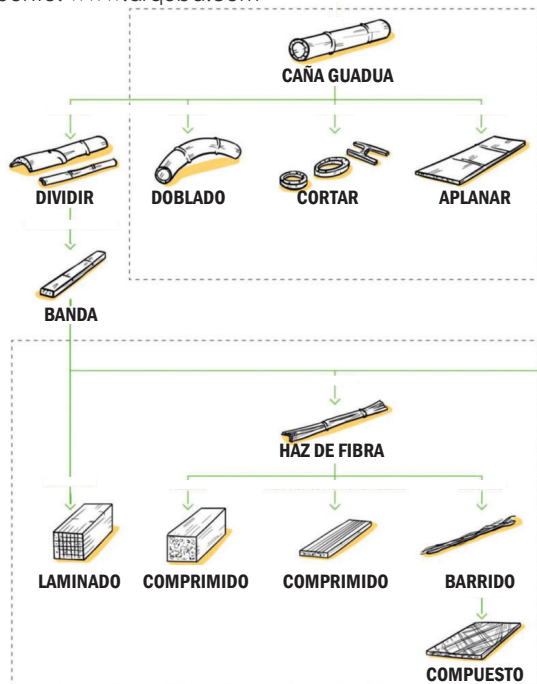 CAÑA GUADUA
DIVIDIR DOBLADO CORTAR APLANAR
BANDA
HAZ DE FIBRA
LAMINADO COMPRIMIDO COMPRIMIDO BARRIDO
COMPUESTO